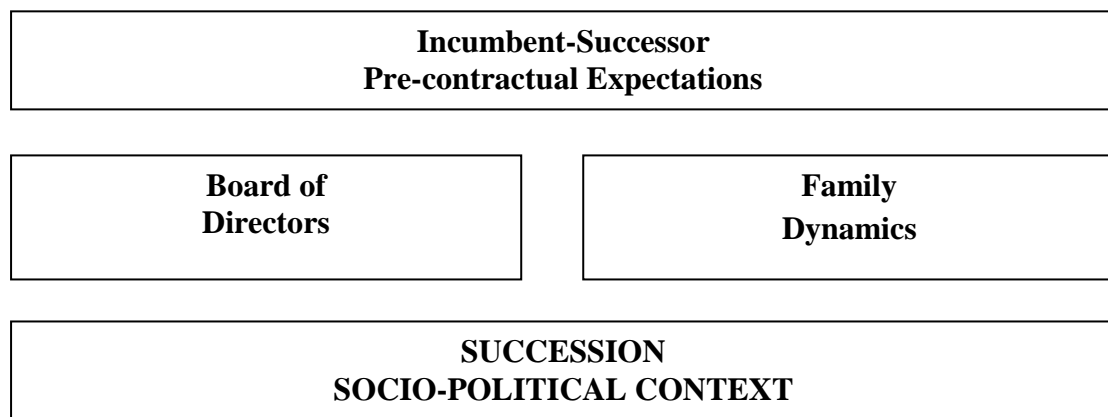 Incumbent-Successor
Pre-contractual Expectations
Board of
Directors
Family
Dynamics
SUCCESSION
SOCIO-POLITICAL CONTEXT